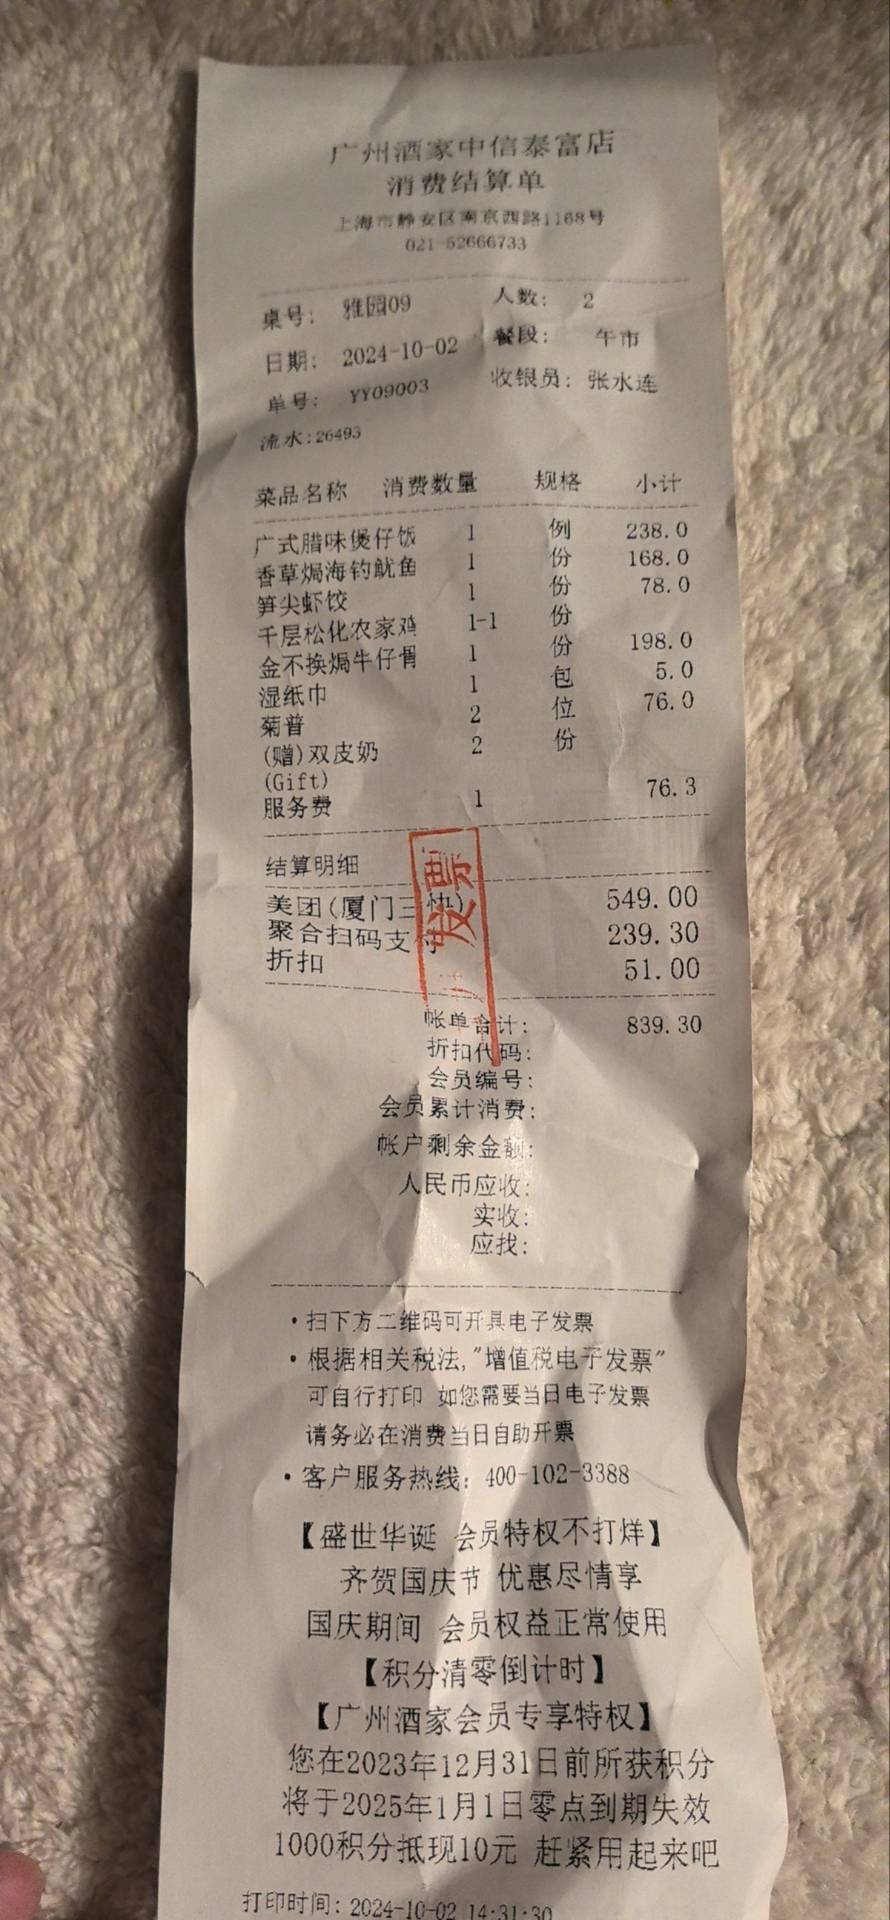 广州酒家中信泰富店
消费结算单
上海市静安区南京西路1168号
021-52666733
桌号: 雅园09 人数: 2
日期: 2024-10-02 餐段: 午市
单号: YY09003 收银员: 张水连
流水:26493
菜品名称 消费数量 规格 小计
广式腊味煲仔饭 1 例 238.0
香草焗海钓鱿鱼 1 份 168.0
笋尖虾饺 1 份 78.0
千层松化农家鸡 1-1 份
金不换焗牛仔骨 1 份 198.0
湿纸巾 1 包 5.0
菊普 2 位 76.0
(赠)双皮奶 2 份
(Gift)
服务费 1 76.3
结算明细
美团(厦门三快) 549.00
聚合扫码支付 239.30
折扣 51.00
发票
帐单合计: 839.30
折扣代码:
会员编号:
会员累计消费:
帐户剩余金额:
人民币应收:
实收:
应找:
·扫下方二维码可开具电子发票
·根据相关税法,"增值税电子发票"
可自行打印 如您需要当日电子发票
请务必在消费当日自助开票
·客户服务热线: 400-102-3388
【盛世华诞 会员特权不打烊】
齐贺国庆节 优惠尽情享
国庆期间 会员权益正常使用
【积分清零倒计时】
【广州酒家会员专享特权】
您在2023年12月31日前所获积分
将于2025年1月1日零点到期失效
1000积分抵现10元 赶紧用起来吧
打印时间: 2024-10-02 14:31:30